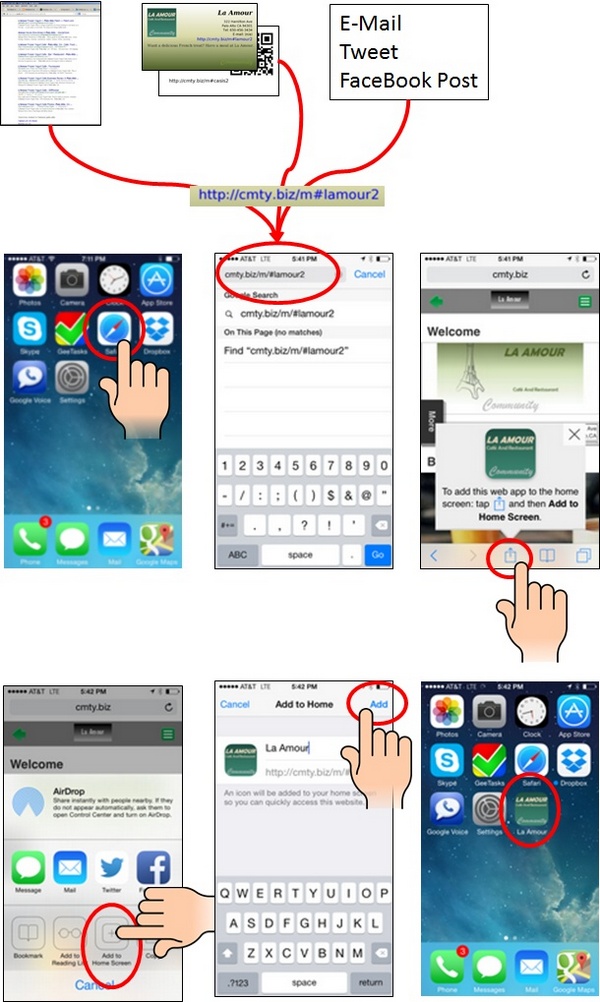 La Amour
http://cmty.biz/m#lamour2
http://cmty.biz/m#casis2
E-Mail
Tweet
FaceBook Post
http://cmty.biz/m#lamour2
AT&T
7:11 PM
Photos Camera Clock App Store
Skype GeeTasks Safari Dropbox
Google Voice Settings
3
Phone Messages Mail Google Maps
AT&T LTE 5:41 PM
cmty.biz/m/#lamour2 Cancel
Google Search
cmty.biz/m/#lamour2
On This Page (no matches)
Find "cmty.biz/m/#lamour2"
1 2 3 4 5 6 7 8 9 0
- / : ; ( ) $ & @ "
#+= . , ? ! '
ABC space . Go
AT&T LTE 5:41 PM
cmty.biz
La Amour
Welcome
LA AMOUR
Café And Restaurant
Community
More
B
LA AMOUR
Café And Restaurant
Community
To add this web app to the home
screen: tap and then Add to
Home Screen.
AT&T LTE 5:42 PM
cmty.biz
La Amour
Welcome
AirDrop
Share instantly with people nearby. If they
do not appear automatically, ask them to
open Control Center and turn on AirDrop.
Message Mail Twitter
Bookmark Add to Reading Add to Home Screen
Cancel
AT&T LTE 5:42 PM
Cancel Add to Home Add
La Amour
http://cmty.biz/m/#
An icon will be added to your home
so you can quickly access this website.
Q W E R T Y U I O P
A S D F G H J K L
Z X C V B N M
.?123 space return
AT&T LTE 5:42 PM
Photos Camera Clock App Store
Skype GeeTasks Safari Dropbox
Google Voice Settings La Amour
3
Phone Messages Mail Google Maps